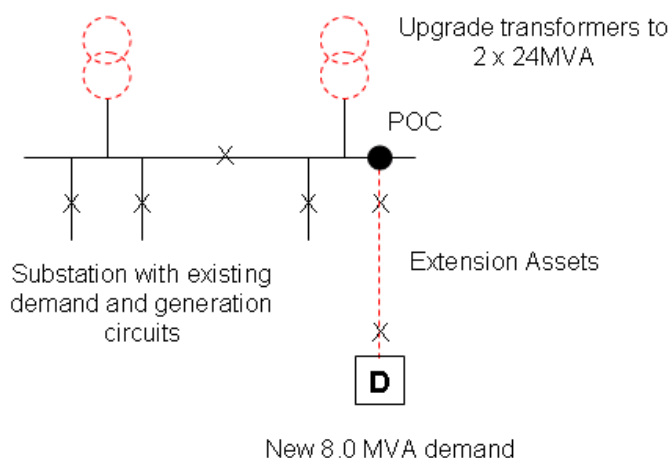 Upgrade transformers to
2 x 24MVA
POC
Extension Assets
Substation with existing
demand and generation
circuits
D
New 8.0 MVA demand